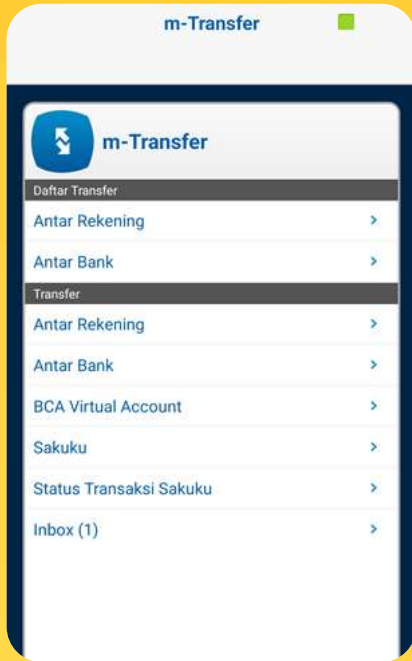 m-Transfer
m-Transfer
Daftar Transfer
Antar Rekening
Antar Bank
Transfer
Antar Rekening
Antar Bank
BCA Virtual Account
Sakuku
Status Transaksi Sakuku
Inbox (1)